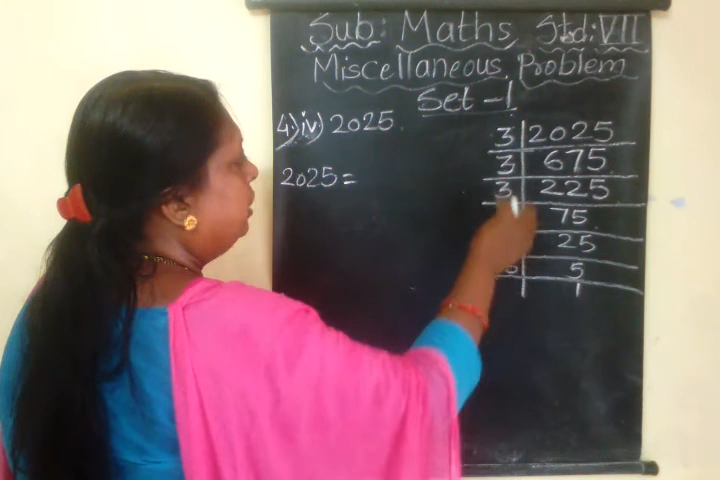 Sub: Maths Std: VII
Miscellaneous Problem
Set - 1
4) iv) 2025
2025 =
3 2025
3 675
3 225
75
25
5
1